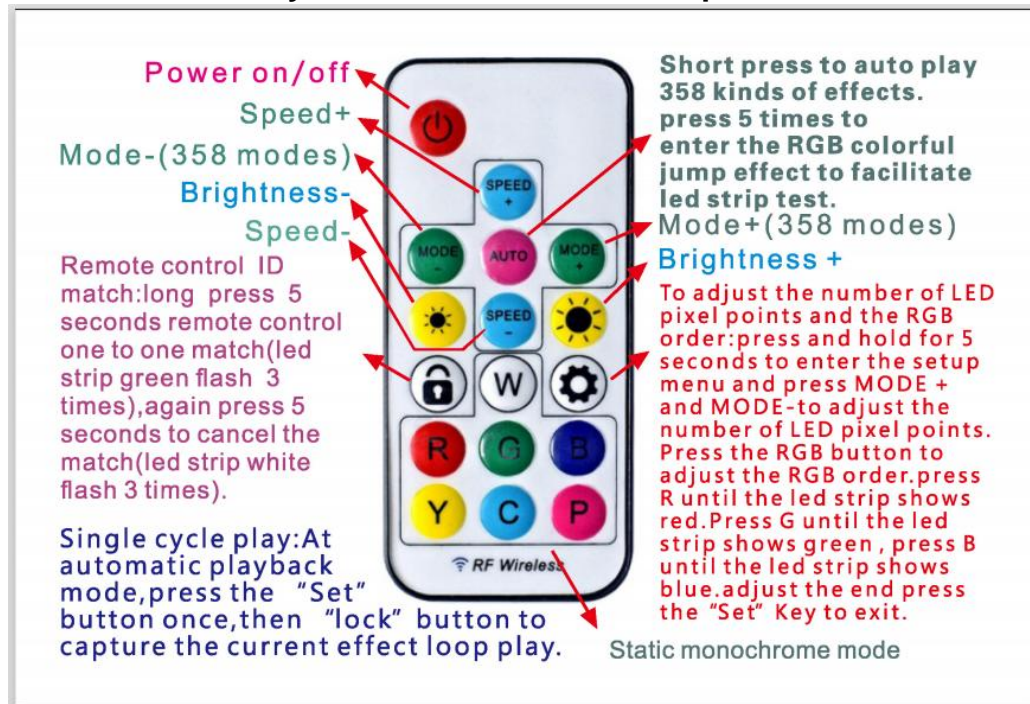 Power on/off
Speed+
Mode-(358 modes)
Brightness-
Speed-
Remote control ID
match:long press 5
seconds remote control
one to one match(led
strip green flash 3
times),again press 5
seconds to cancel the
match(led strip white
flash 3 times).
Single cycle play:At
automatic playback
mode,press the “Set”
button once,then “lock” button to
capture the current effect loop play.
SPEED
+
MODE
-
AUTO
MODE
+
SPEED
-
W
R G B
Y C P
RF Wireless
Short press to auto play
358 kinds of effects.
press 5 times to
enter the RGB colorful
jump effect to facilitate
led strip test.
Mode+(358 modes)
Brightness +
To adjust the number of LED
pixel points and the RGB
order:press and hold for 5
seconds to enter the setup
menu and press MODE +
and MODE-to adjust the
number of LED pixel points.
Press the RGB button to
adjust the RGB order.press
R until the led strip shows
red.Press G until the led
strip shows green , press B
until the led strip shows
blue.adjust the end press
the “Set” Key to exit.
Static monochrome mode